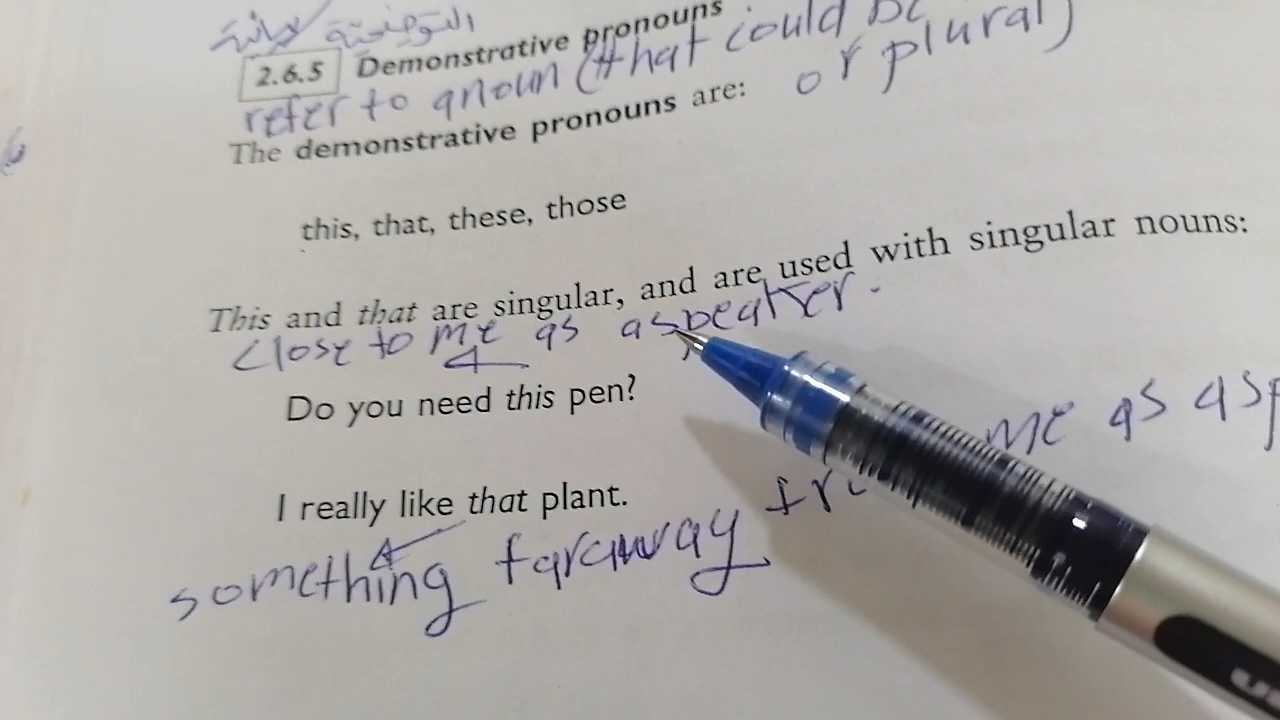 2.6.5 Demonstrative pronouns
refer to a noun (that could be
or plural)
The demonstrative pronouns are:
this, that, these, those
This and that are singular, and are used with singular nouns:
close to me as a speaker.
Do you need this pen?
me as a sp
I really like that plant.
something faraway